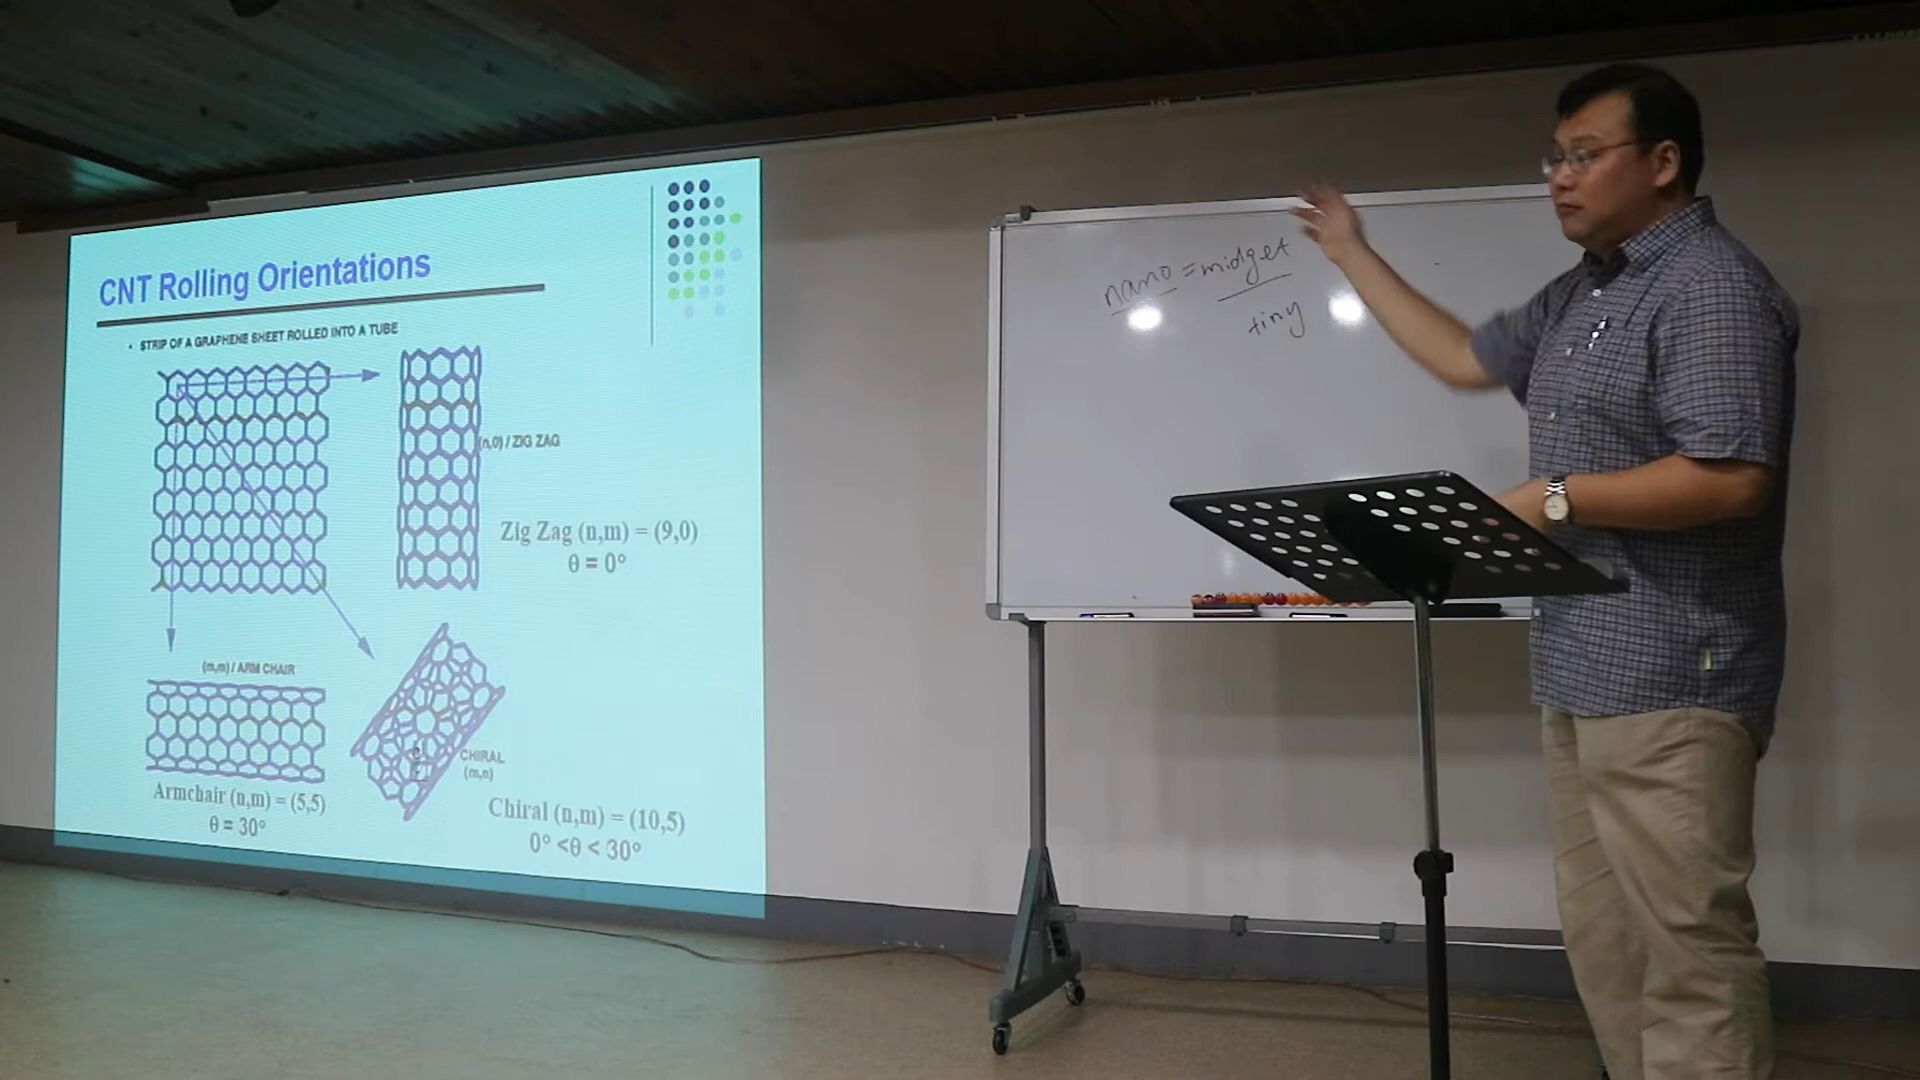 CNT Rolling Orientations
• STRIP OF A GRAPHENE SHEET ROLLED INTO A TUBE
(n,0) / ZIG ZAG
Zig Zag (n,m) = (9,0)
θ = 0°
(m,m) / ARM CHAIR
Armchair (n,m) = (5,5)
θ = 30°
CHIRAL
(m,n)
Chiral (n,m) = (10,5)
0° <θ < 30°
nano = midget
tiny